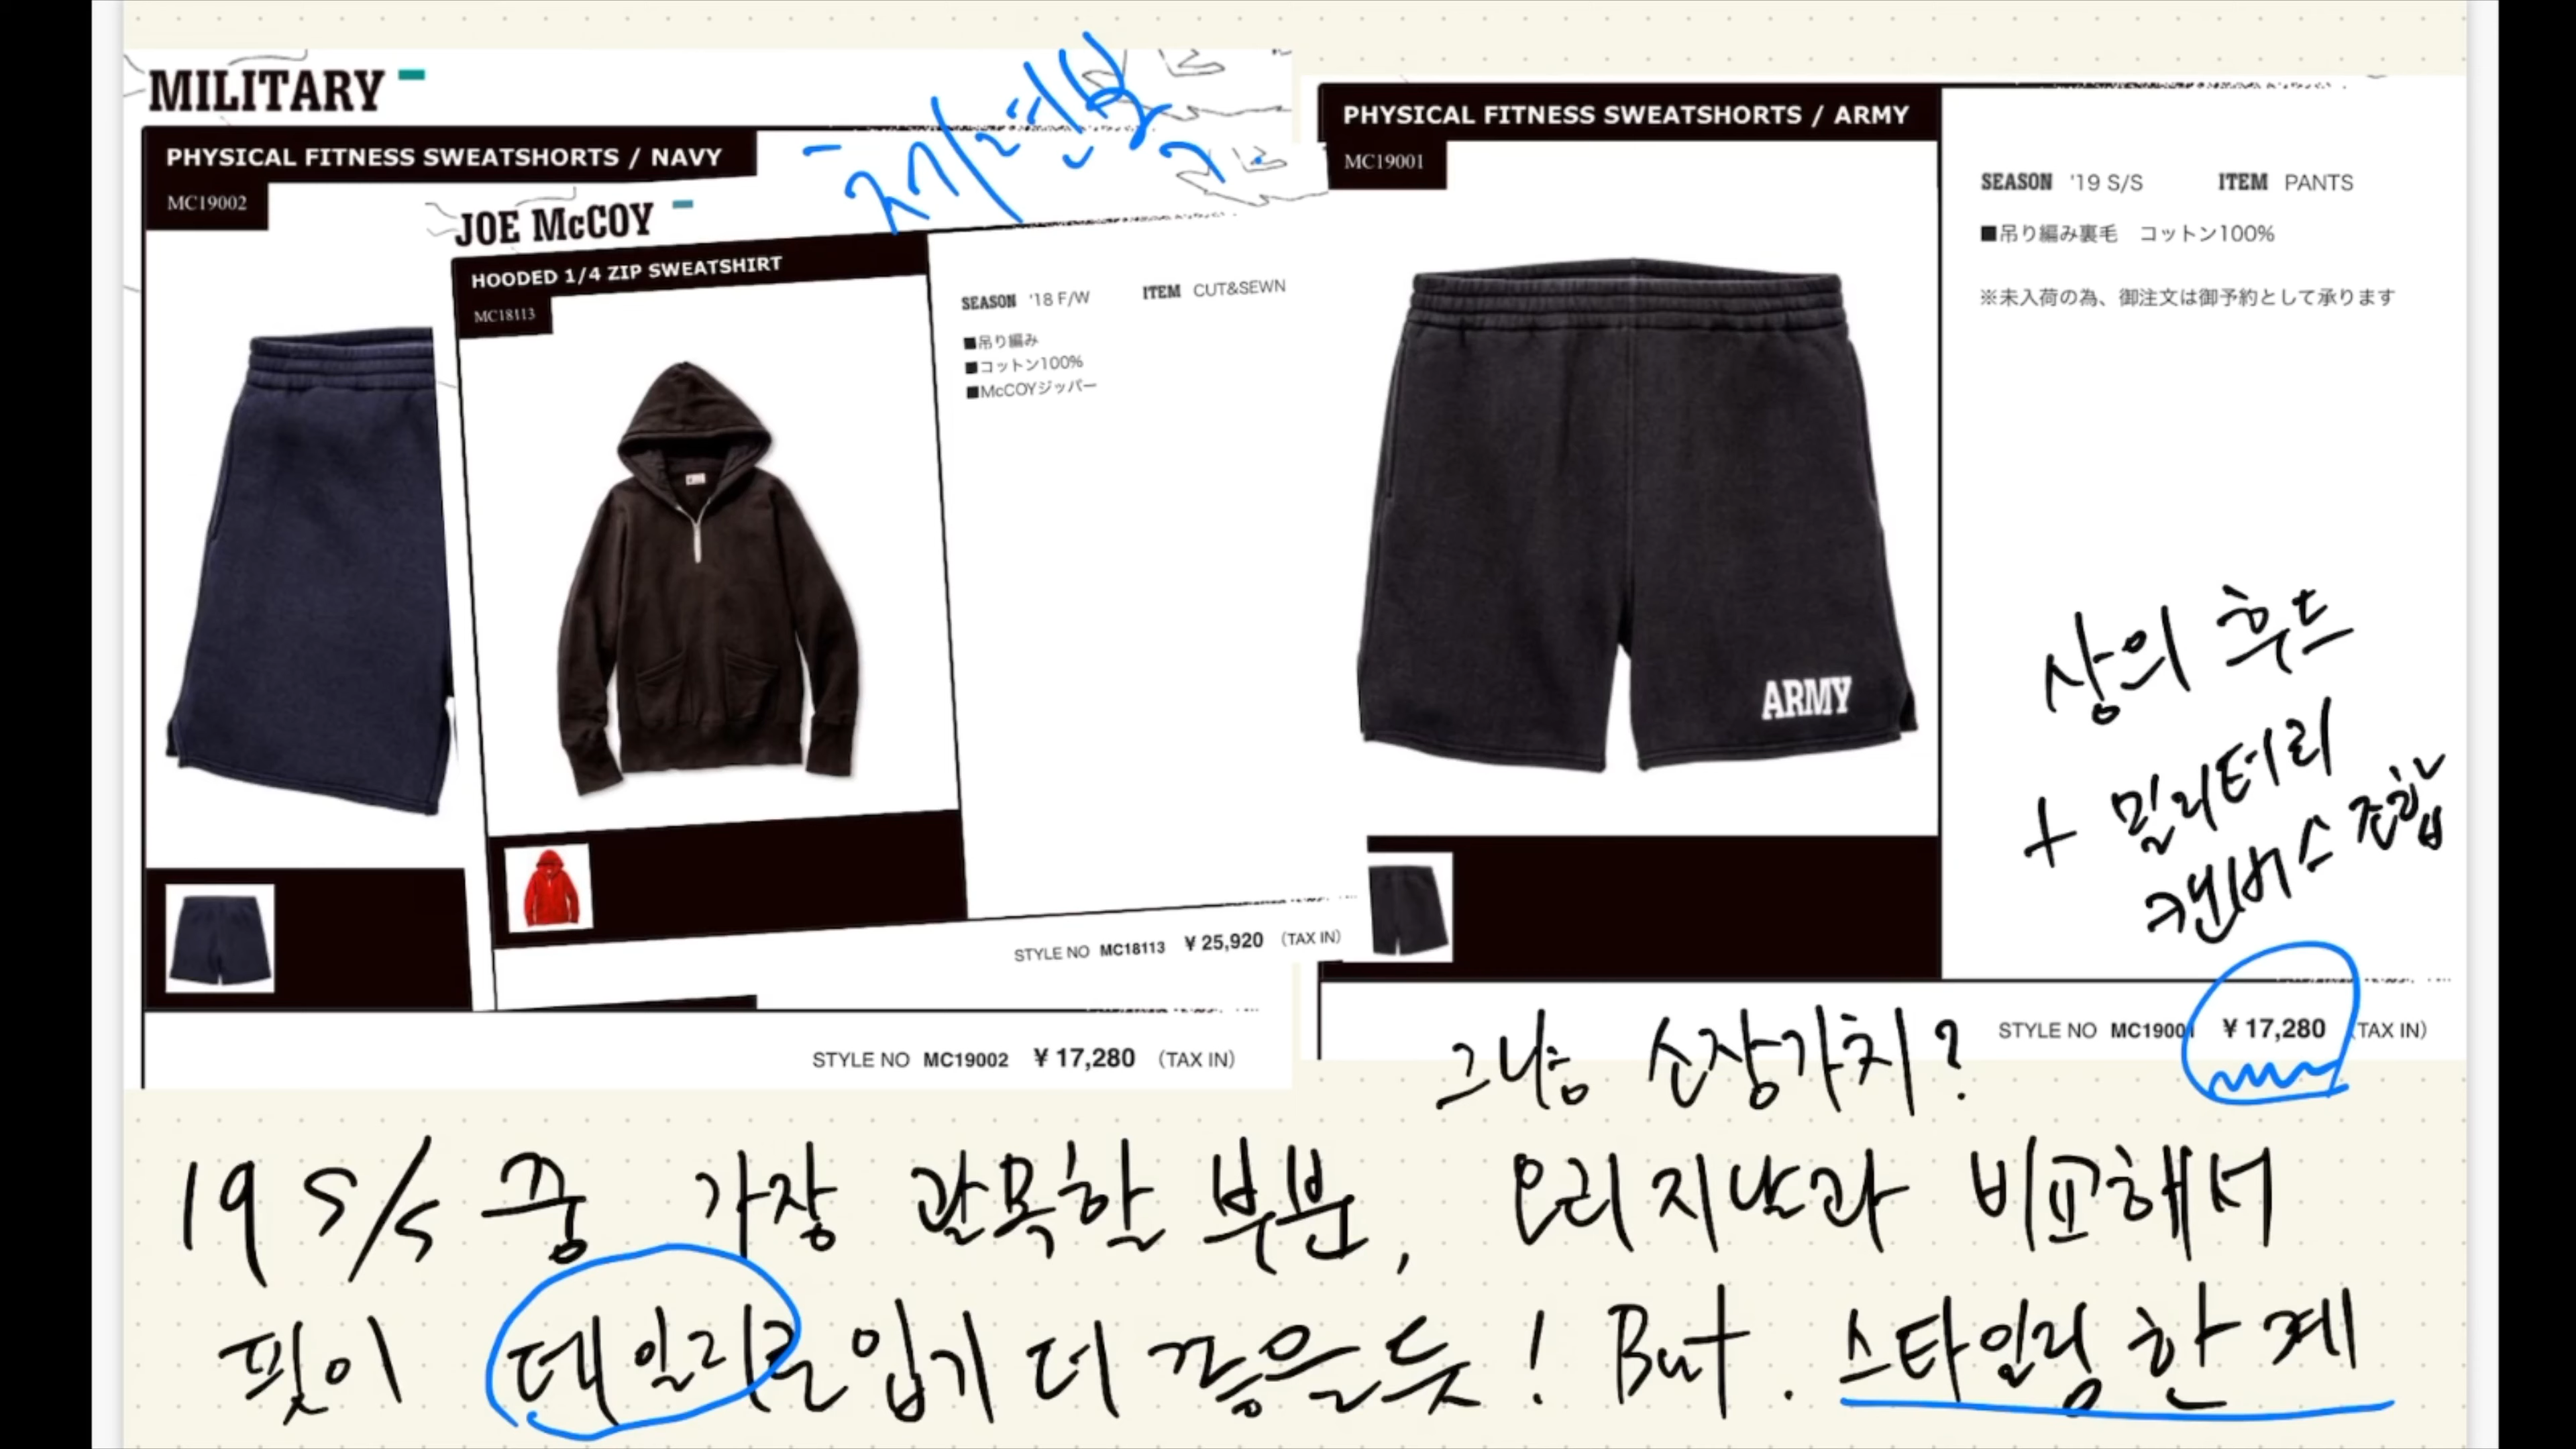 MILITARY
PHYSICAL FITNESS SWEATSHORTS / NAVY
MC19002
JOE McCOY
HOODED 1/4 ZIP SWEATSHIRT
MC18113
SEASON '18 F/W ITEM CUT&SEWN
■吊り編み
■コットン100%
■McCOYジッパー
STYLE NO MC18113 ¥ 25,920 (TAX IN)
STYLE NO MC19002 ¥ 17,280 (TAX IN)
PHYSICAL FITNESS SWEATSHORTS / ARMY
MC19001
SEASON '19 S/S ITEM PANTS
■吊り編み裏毛 コットン100%
※未入荷の為、御注文は御予約として承ります
ARMY
상의 후드
+ 밀리터리
캔버스 조합
STYLE NO MC19001 ¥ 17,280 (TAX IN)
그냥 소장가치?
19 S/S 중 가장 괄목할 부분, 오리지날과 비교해서
핏이 데일리로 입기 더 좋을듯! But. 스타일링 한계